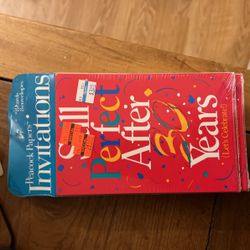 Peacock Papers
Invitations
Still
Perfect
After
30
Years
(Let's Celebrate!)